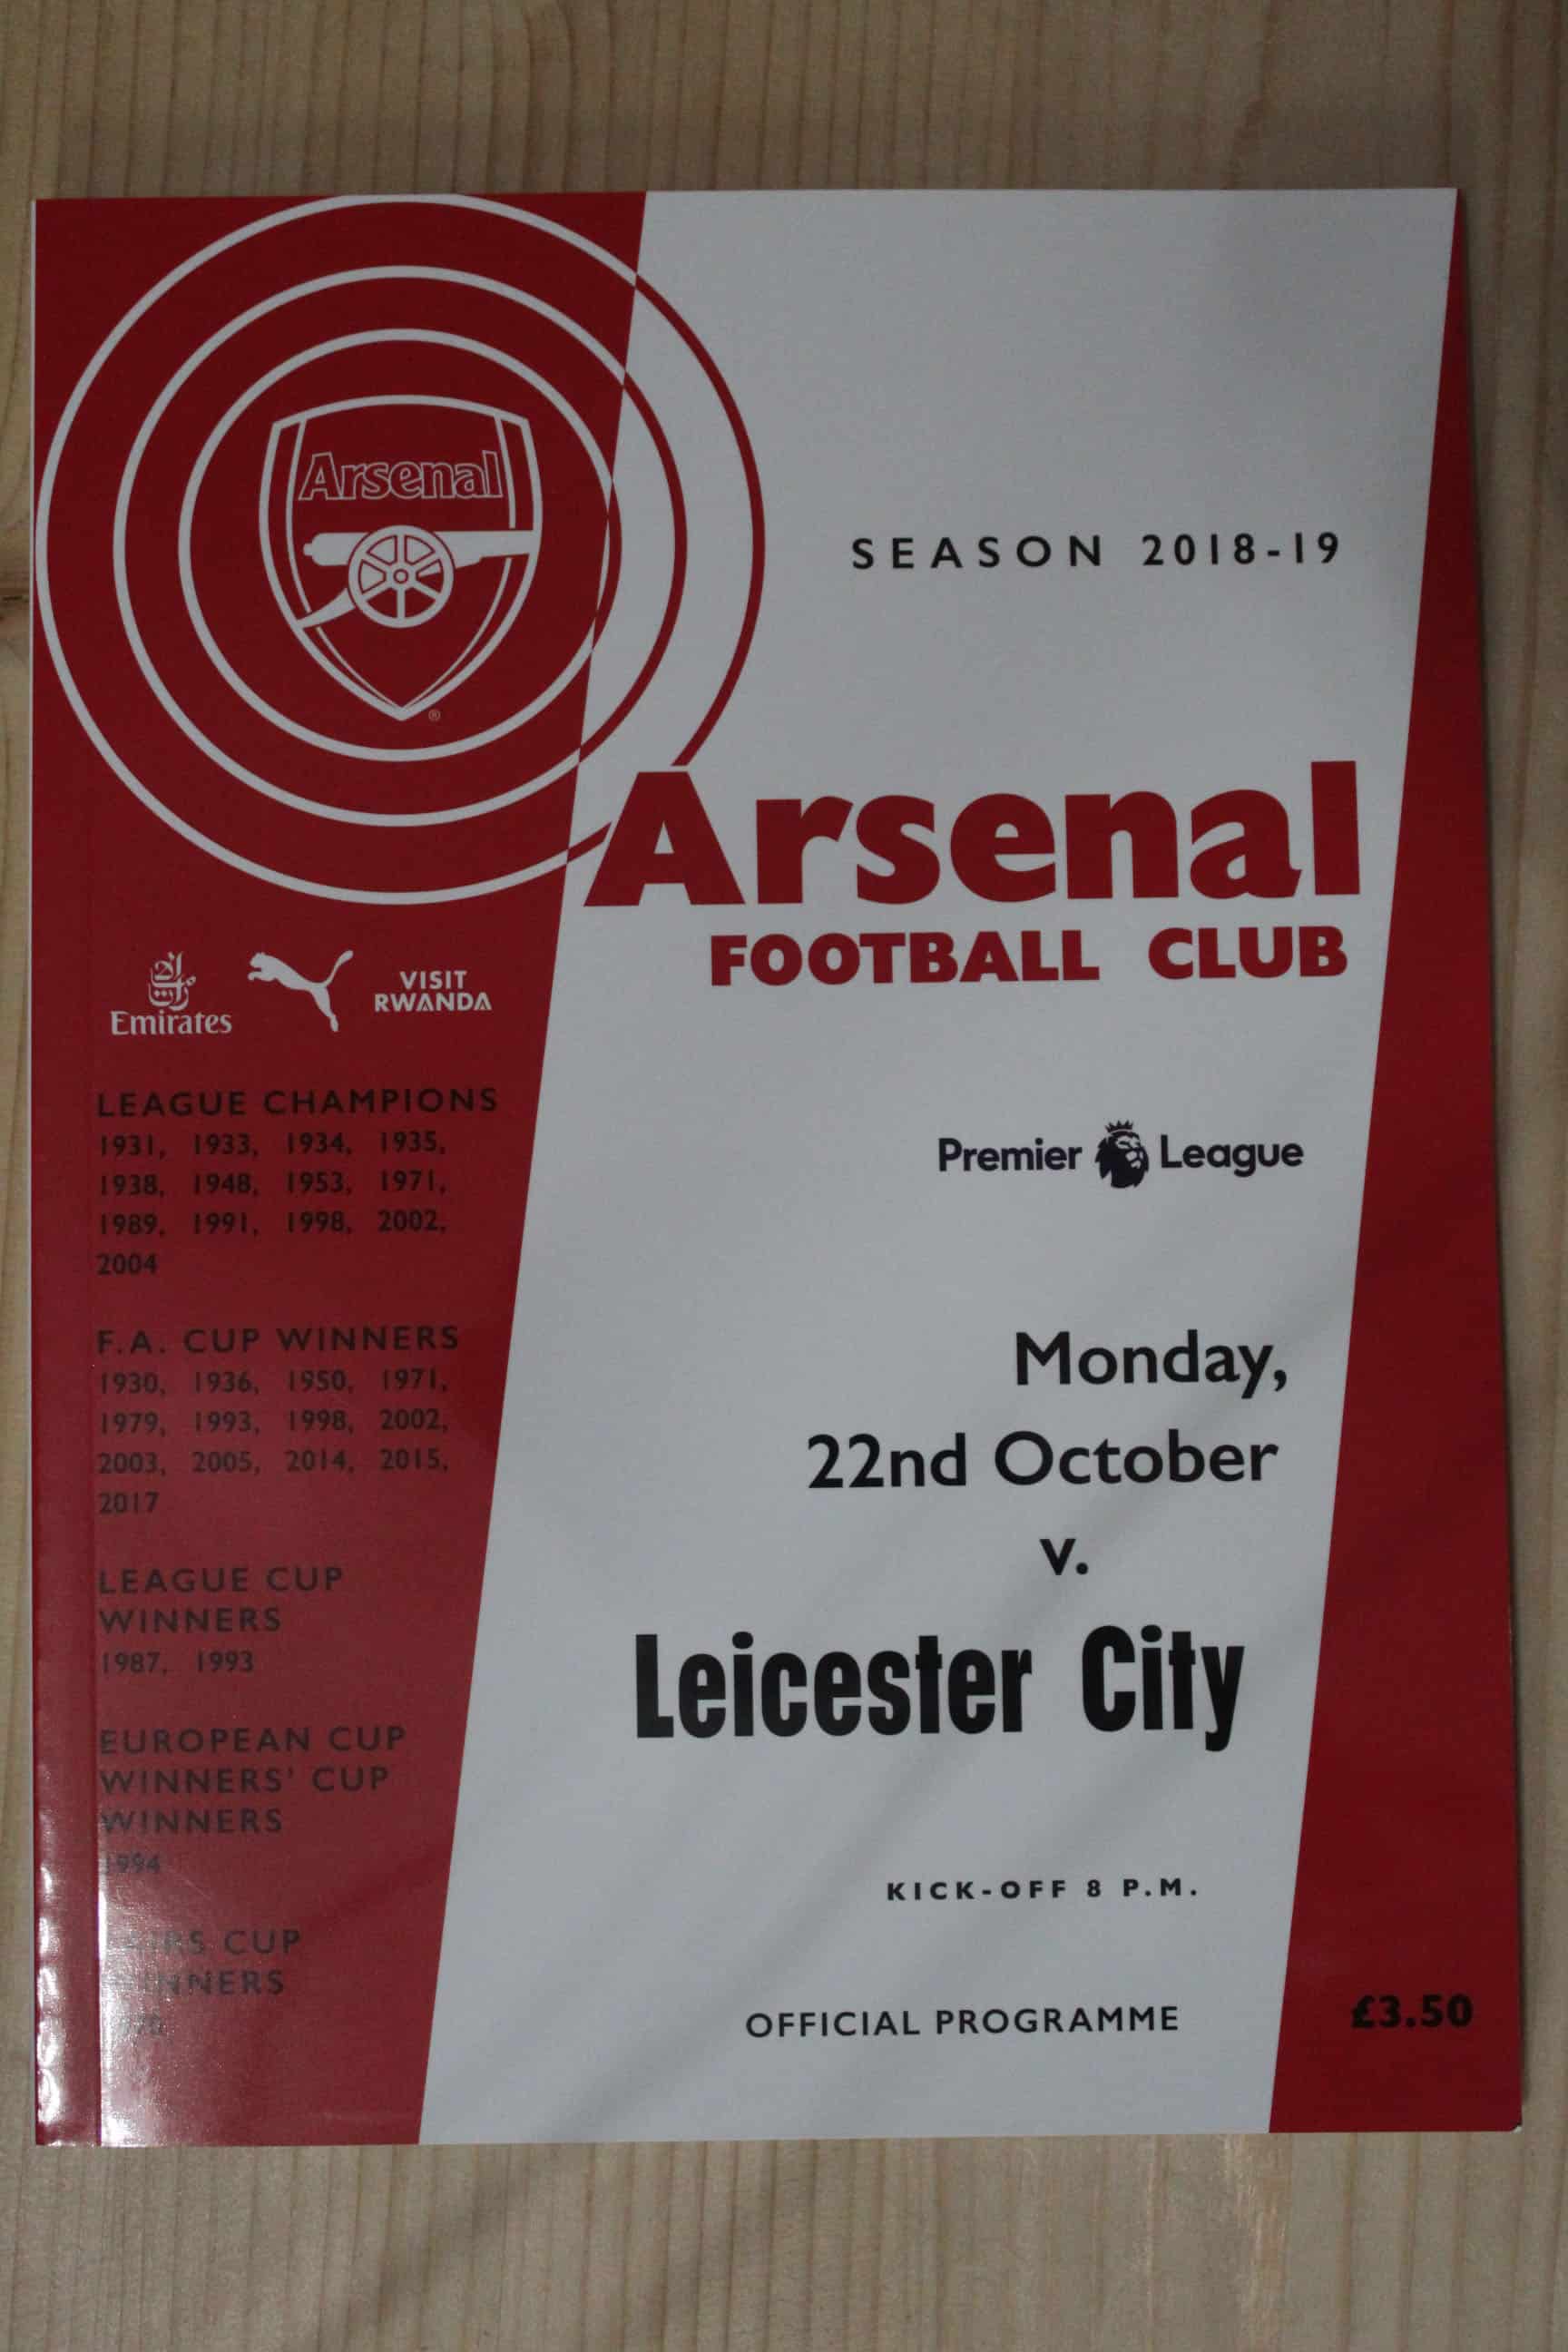 Arsenal
®
SEASON 2018-19
Arsenal
FOOTBALL CLUB
Emirates
VISIT
RWANDA
LEAGUE CHAMPIONS
1931, 1933, 1934, 1935,
1938, 1948, 1953, 1971,
1989, 1991, 1998, 2002,
2004
F.A. CUP WINNERS
1930, 1936, 1950, 1971,
1979, 1993, 1998, 2002,
2003, 2005, 2014, 2015,
2017
LEAGUE CUP
WINNERS
1987, 1993
EUROPEAN CUP
WINNERS' CUP
WINNERS
1994
CUP
WINNERS
Premier League
Monday,
22nd October
v.
Leicester City
KICK-OFF 8 P.M.
OFFICIAL PROGRAMME
£3.50